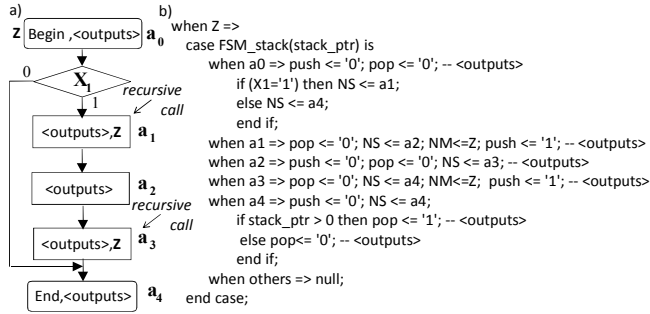 a)
Z Begin ,<outputs> a0
0 X1
1
recursive
call
<outputs>,Z a1
<outputs> a2
recursive
call
<outputs>,Z a3
End,<outputs> a4
b)
when Z =>
case FSM_stack(stack_ptr) is
when a0 => push <= '0'; pop <= '0'; -- <outputs>
if (X1='1') then NS <= a1;
else NS <= a4;
end if;
when a1 => pop <= '0'; NS <= a2; NM<=Z; push <= '1'; -- <outputs>
when a2 => push <= '0'; pop <= '0'; NS <= a3; -- <outputs>
when a3 => pop <= '0'; NS <= a4; NM<=Z; push <= '1'; -- <outputs>
when a4 => push <= '0'; NS <= a4;
if stack_ptr > 0 then pop <= '1'; -- <outputs>
else pop<= '0'; -- <outputs>
end if;
when others => null;
end case;